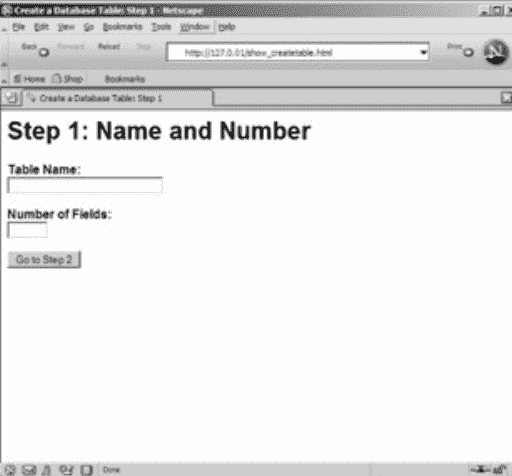 Create a Database Table: Step 1 - Netscape
File Edit View Go Bookmarks Tools Window Help
Back Forward Reload Stop http://127.0.01/show_createtable.html Print N
Home Shop Bookmarks
Create a Database Table: Step 1
Step 1: Name and Number
Table Name:
Number of Fields:
Go to Step 2
Done